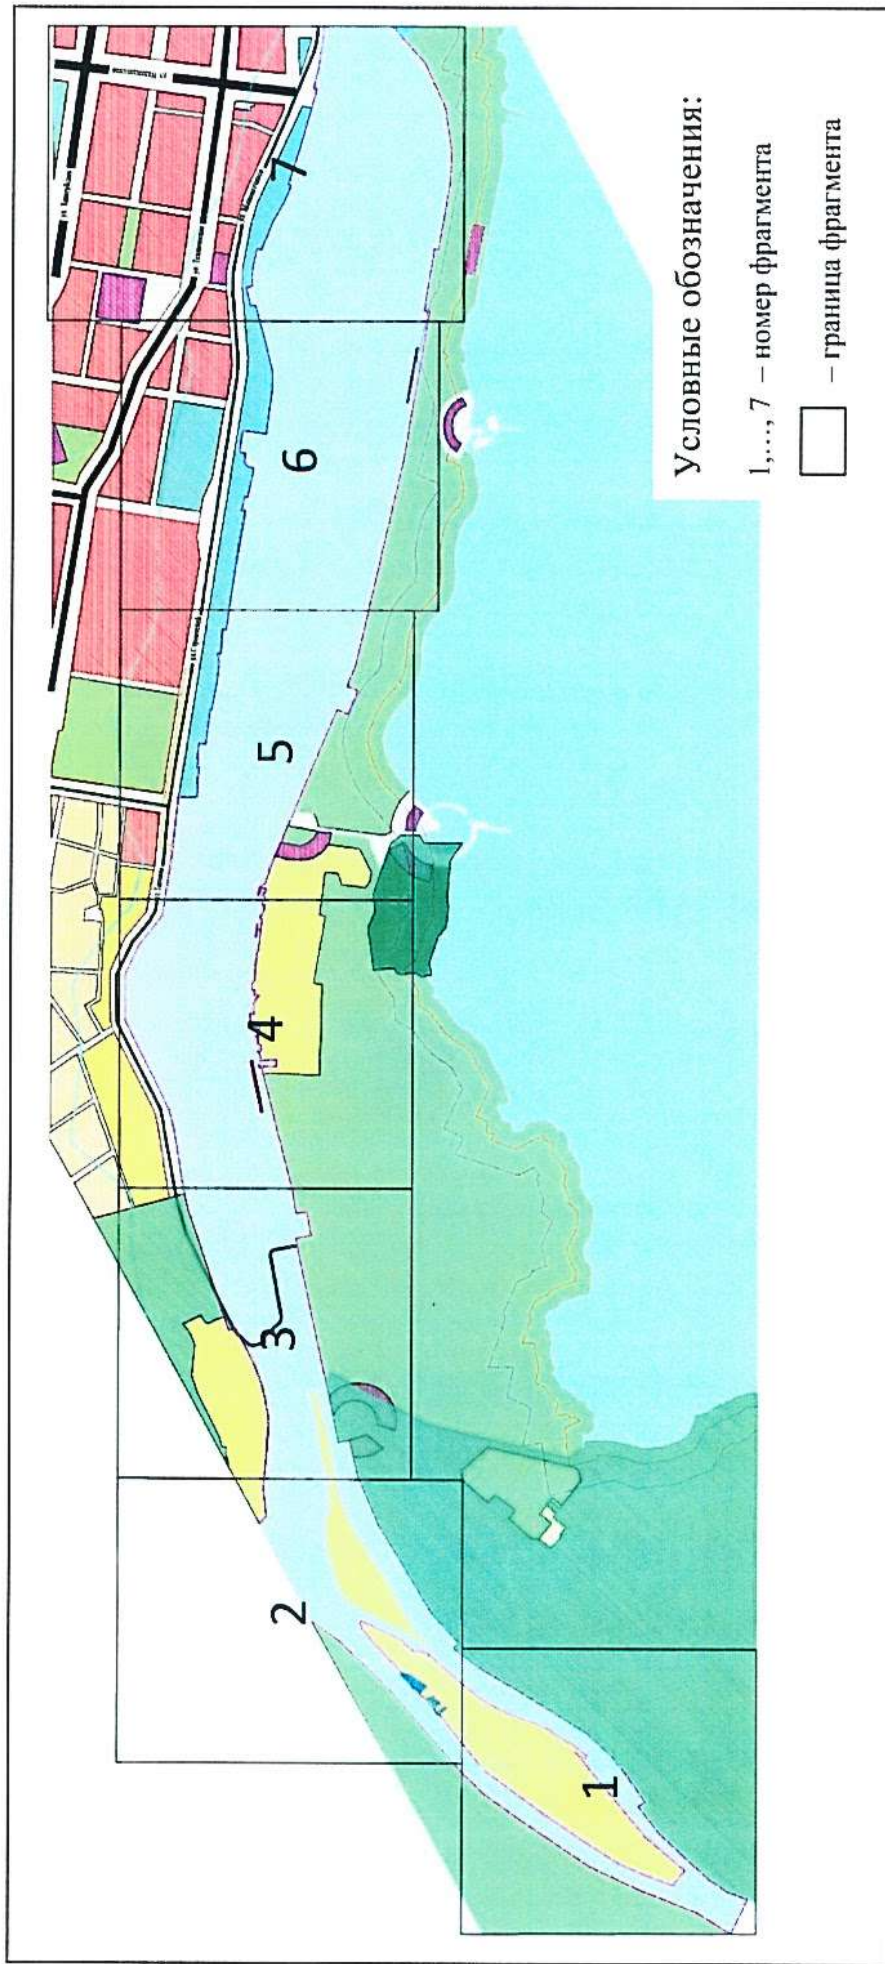 7
6
5
4
3
2
1
Условные обозначения:
1,..., 7 – номер фрагмента
– граница фрагмента